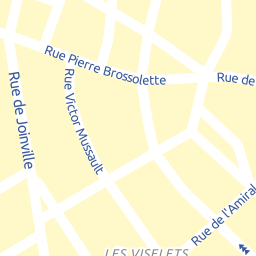 Rue Pierre Brossolette
Rue de
Rue de Joinville
Rue Victor Mussault
Rue de l'Amiral
LES VISELETS